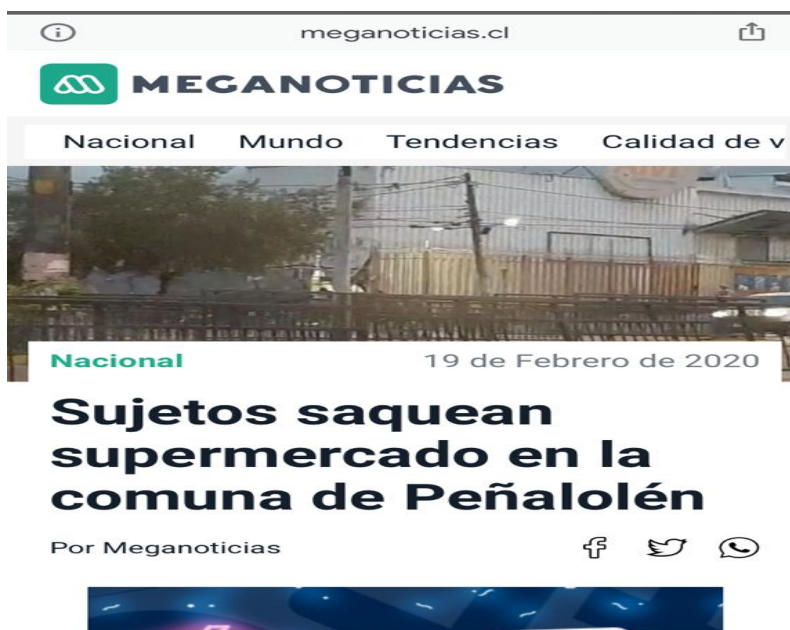 meganoticias.cl
MEGANOTICIAS
Nacional Mundo Tendencias Calidad de v
Nacional 19 de Febrero de 2020
Sujetos saquean
supermercado en la
comuna de Peñalolén
Por Meganoticias